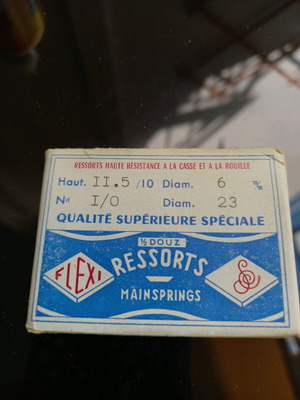 RESSORTS HAUTE RÉSISTANCE A LA CASSE ET A LA ROUILLE
Haut. II.5 /10 Diam. 6 m/m
No I/O Diam. 23
QUALITÉ SUPÉRIEURE SPÉCIALE
½ DOUZ
FLEXI RESSORTS
MAINSPRINGS